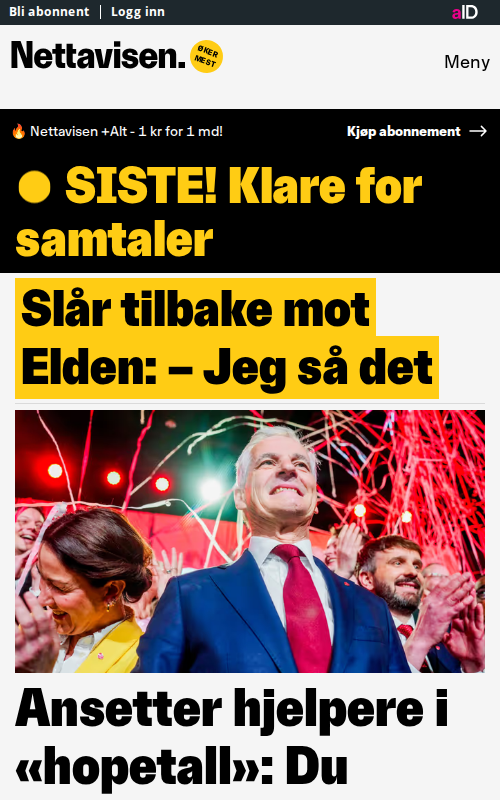 Bli abonnent | Logg inn
aID
Nettavisen.
ØKER
MEST
Meny
🔥 Nettavisen +Alt - 1 kr for 1 md!
Kjøp abonnement →
SISTE! Klare for
samtaler
Slår tilbake mot
Elden: – Jeg så det
Ansetter hjelpere i
«hopetall»: Du